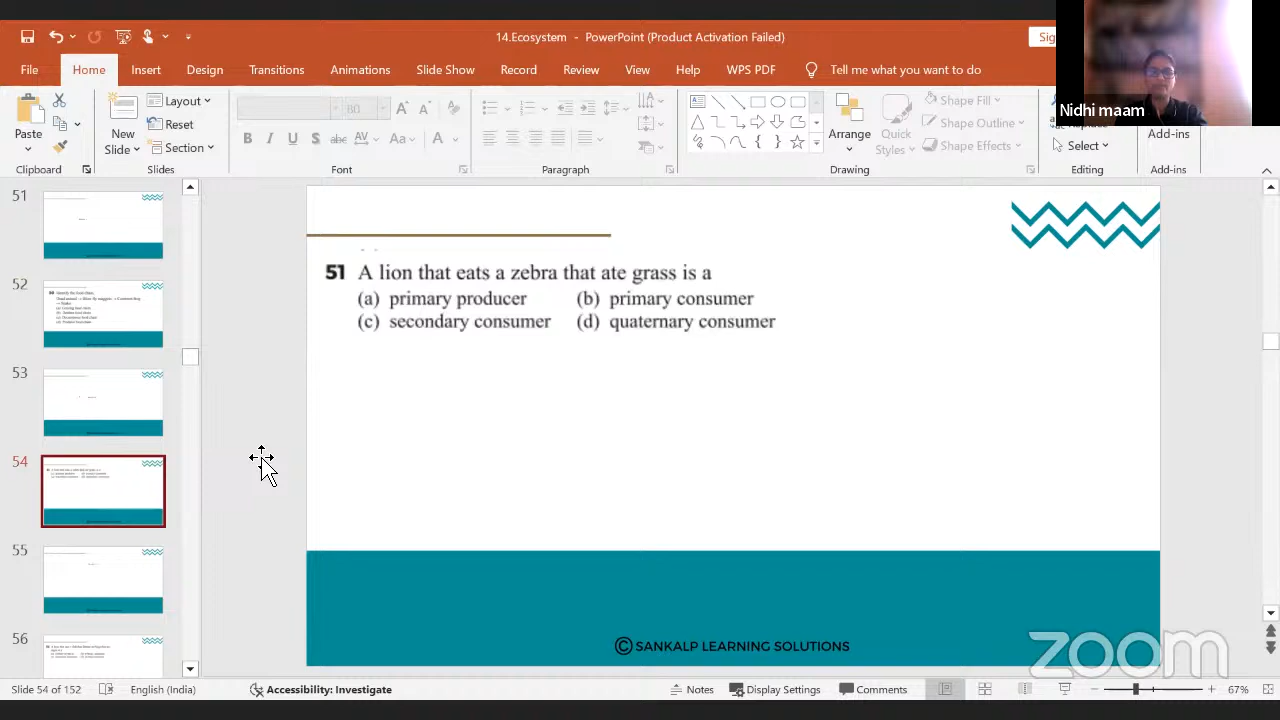 14.Ecosystem - PowerPoint (Product Activation Failed)
File Home Insert Design Transitions Animations Slide Show Record Review View Help WPS PDF Tell me what you want to do
Nidhi maam
Paste
Clipboard
New
Slide
Layout
Reset
Section
Slides
Font
Paragraph
Arrange
Quick
Styles
Shape Fill
Shape Outline
Shape Effects
Drawing
Select
Editing
Add-ins
Add-ins
51
52
53
54
55
56
51 A lion that eats a zebra that ate grass is a
(a) primary producer (b) primary consumer
(c) secondary consumer (d) quaternary consumer
© SANKALP LEARNING SOLUTIONS
zoom
Slide 54 of 152 English (India) Accessibility: Investigate Notes Display Settings Comments 67%